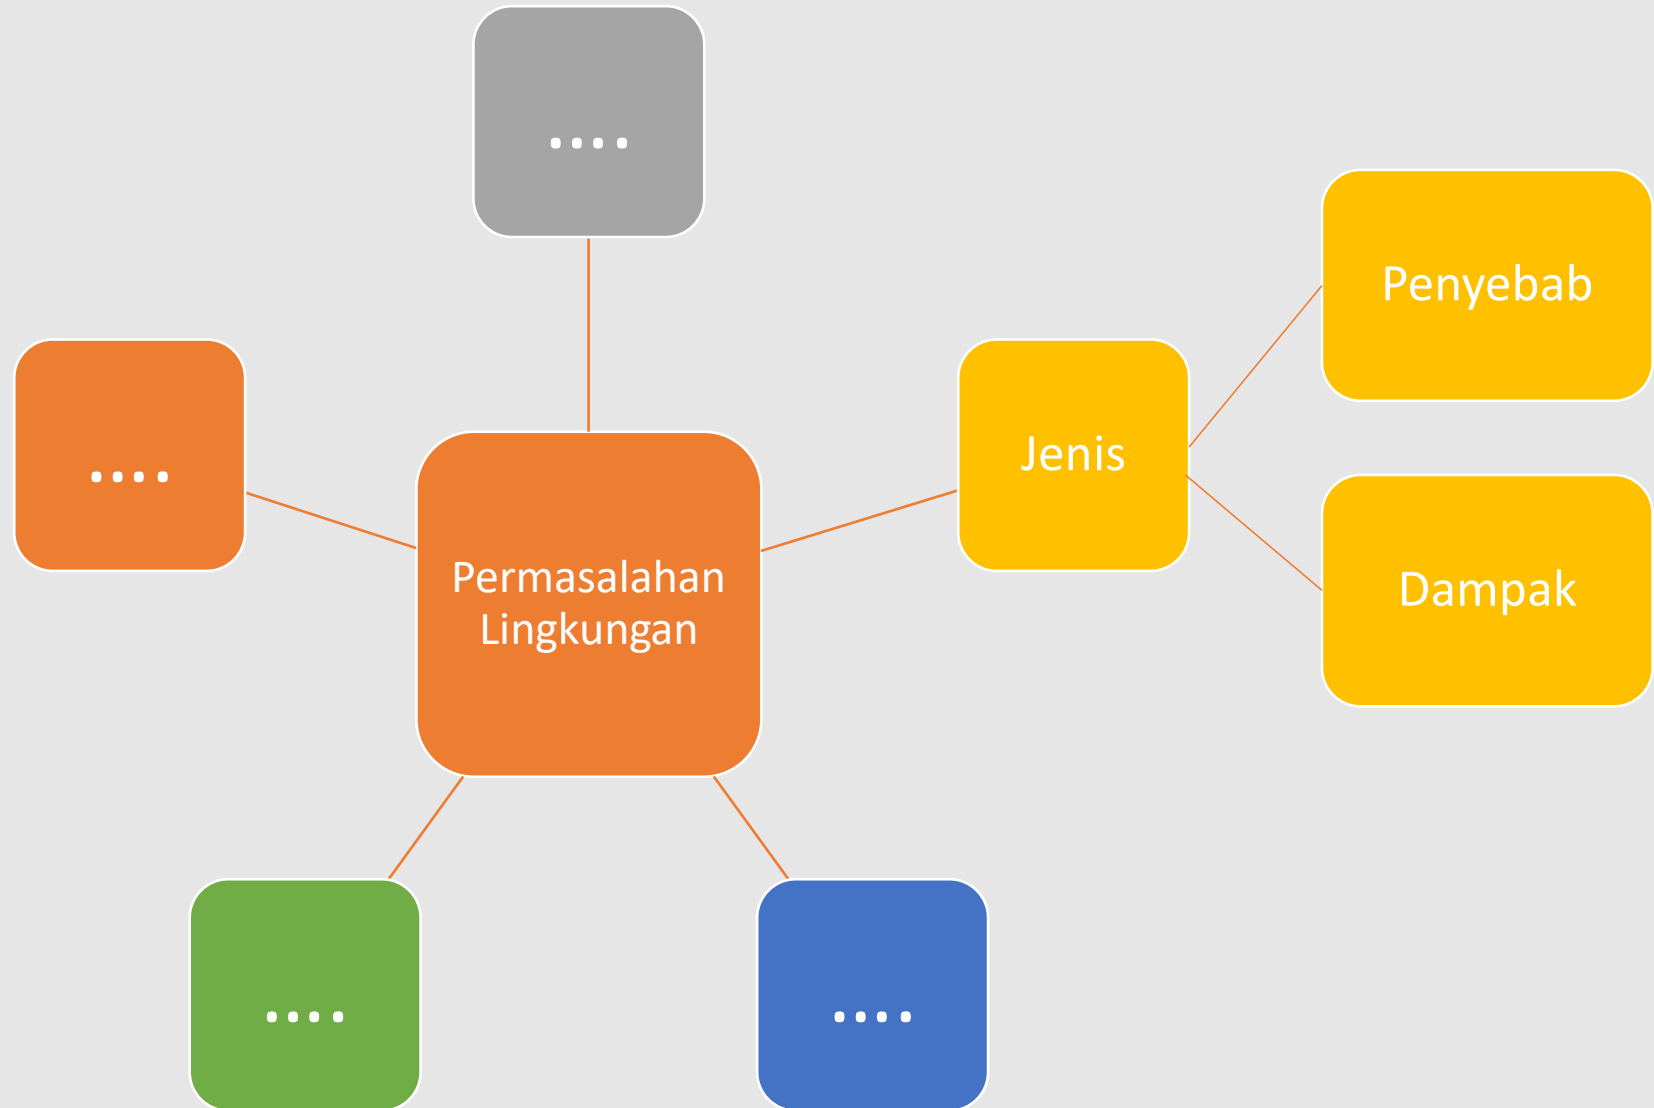 ....
Penyebab
....
Jenis
Permasalahan
Lingkungan
Dampak
....
....